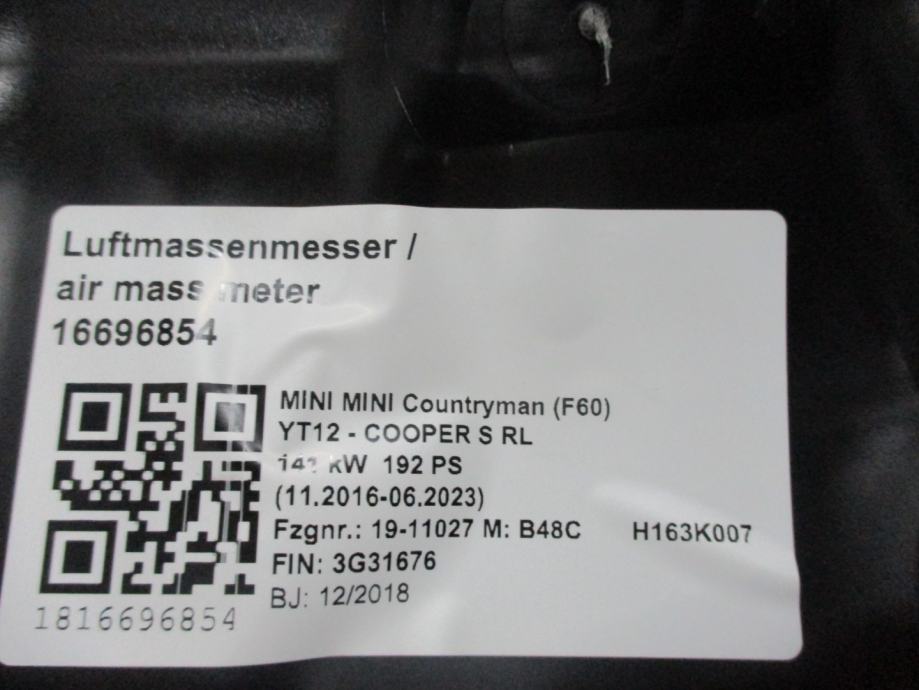 Luftmassenmesser /
air mass meter
16696854
MINI MINI Countryman (F60)
YT12 - COOPER S RL
kW 192 PS
(11.2016-06.2023)
Fzgnr.: 19-11027 M: B48C H163K007
FIN: 3G31676
BJ: 12/2018
1816696854